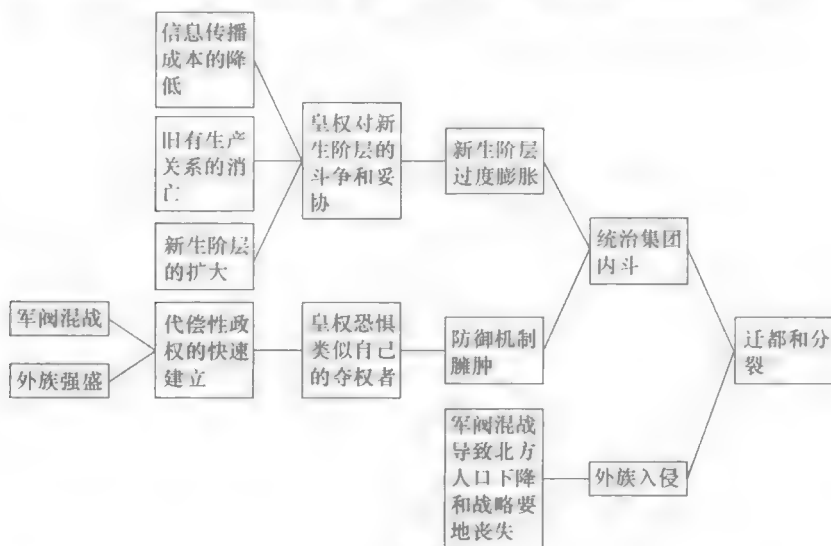 信息传播
成本的降
低
旧有生产
关系的消
亡
新生阶层
的扩大
皇权对新
生阶层的
斗争和妥
协
新生阶层
过度膨胀
统治集团
内斗
军阀混战
外族强盛
代偿性政
权的快速
建立
皇权恐惧
类似自己
的夺权者
防御机制
臃肿
迁都和分
裂
军阀混战
导致北方
人口下降
和战略要
地丧失
外族入侵